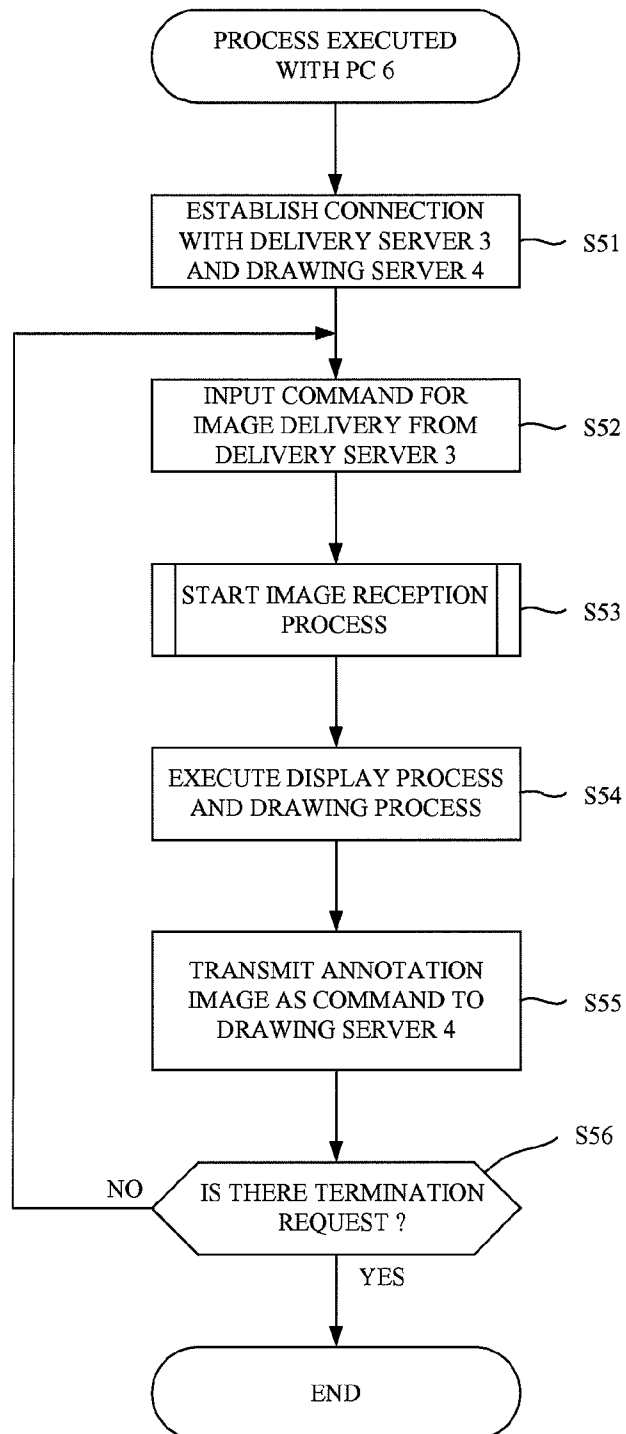 PROCESS EXECUTED
WITH PC 6
ESTABLISH CONNECTION
WITH DELIVERY SERVER 3
AND DRAWING SERVER 4
S51
INPUT COMMAND FOR
IMAGE DELIVERY FROM
DELIVERY SERVER 3
S52
START IMAGE RECEPTION
PROCESS
S53
EXECUTE DISPLAY PROCESS
AND DRAWING PROCESS
S54
TRANSMIT ANNOTATION
IMAGE AS COMMAND TO
DRAWING SERVER 4
S55
S56
NO
IS THERE TERMINATION
REQUEST ?
YES
END